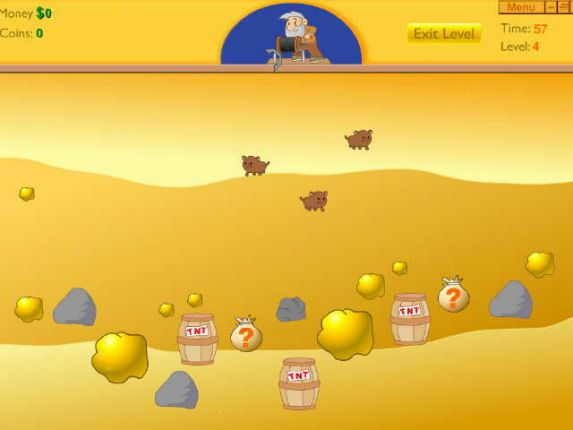 Money $0
Coins: 0
Exit Level
Menu
Time: 57
Level: 4
?
TNT
TNT
?
TNT